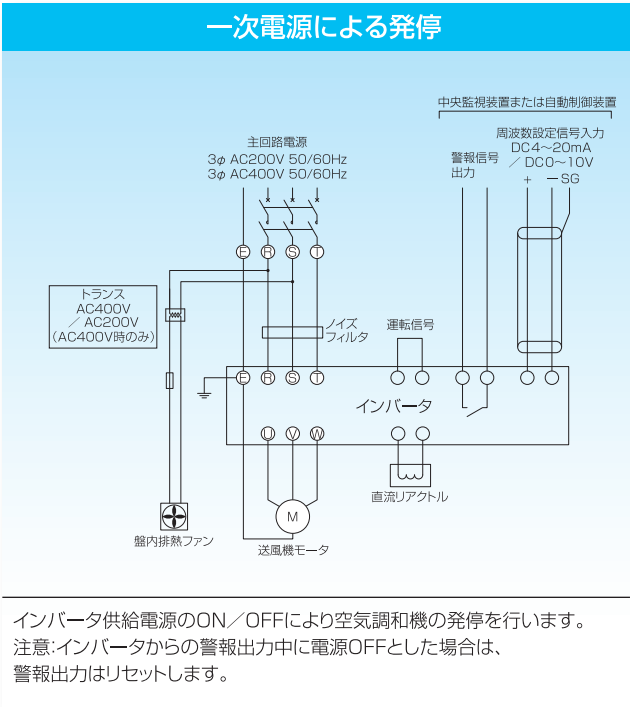 一次電源による発停
中央監視装置または自動制御装置
主回路電源
3φ AC200V 50/60Hz
3φ AC400V 50/60Hz
警報信号
出力
周波数設定信号入力
DC4～20mA
／ DC0～10V
＋ －SG
E R S T
トランス
AC400V
／ AC200V
（AC400V時のみ）
ノイズ
フィルタ
運転信号
E R S T
インバータ
U V W
直流リアクトル
M
盤内排熱ファン
送風機モータ
インバータ供給電源のON／OFFにより空気調和機の発停を行います。
注意:インバータからの警報出力中に電源OFFとした場合は、
警報出力はリセットします。